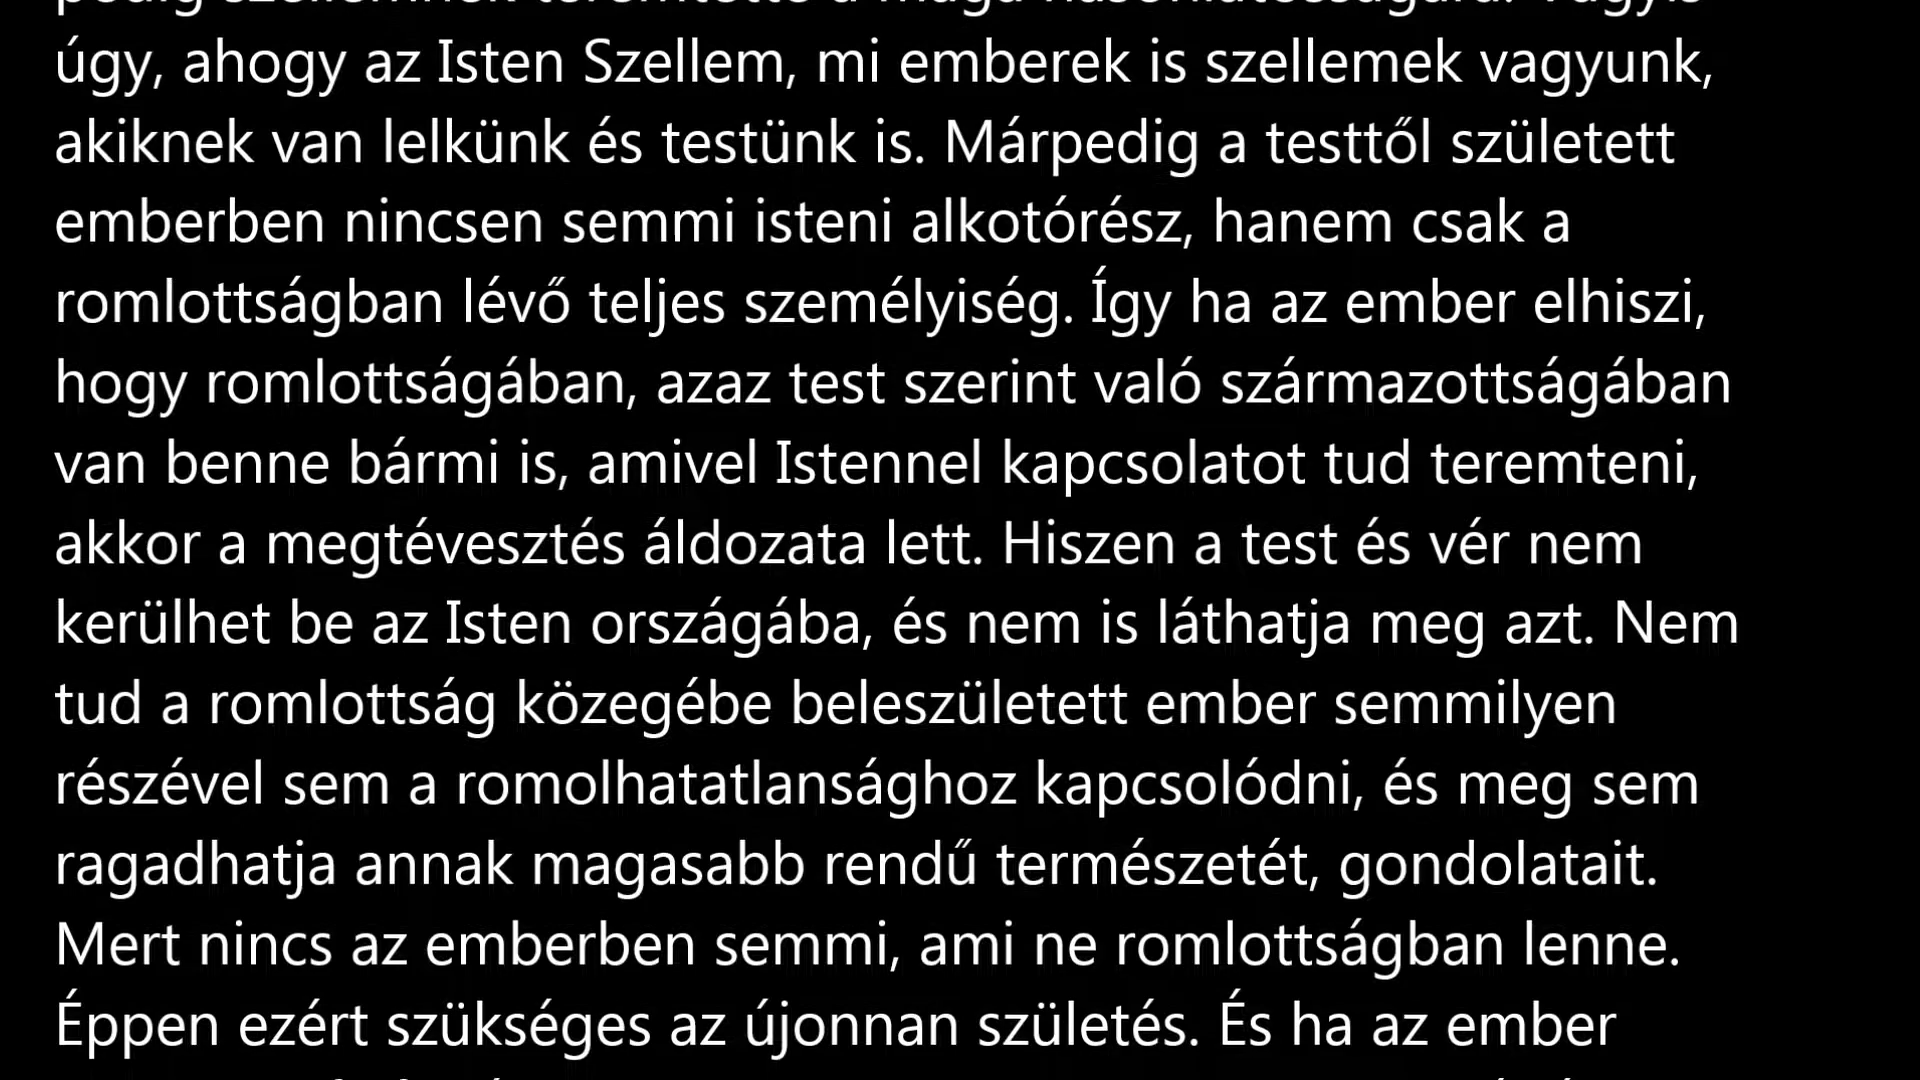 úgy, ahogy az Isten Szellem, mi emberek is szellemek vagyunk,
akiknek van lelkünk és testünk is. Márpedig a testtől született
emberben nincsen semmi isteni alkotórész, hanem csak a
romlottságban lévő teljes személyiség. Így ha az ember elhiszi,
hogy romlottságában, azaz test szerint való származottságában
van benne bármi is, amivel Istennel kapcsolatot tud teremteni,
akkor a megtévesztés áldozata lett. Hiszen a test és vér nem
kerülhet be az Isten országába, és nem is láthatja meg azt. Nem
tud a romlottság közegébe beleszületett ember semmilyen
részével sem a romolhatatlansághoz kapcsolódni, és meg sem
ragadhatja annak magasabb rendű természetét, gondolatait.
Mert nincs az emberben semmi, ami ne romlottságban lenne.
Éppen ezért szükséges az újonnan születés. És ha az ember